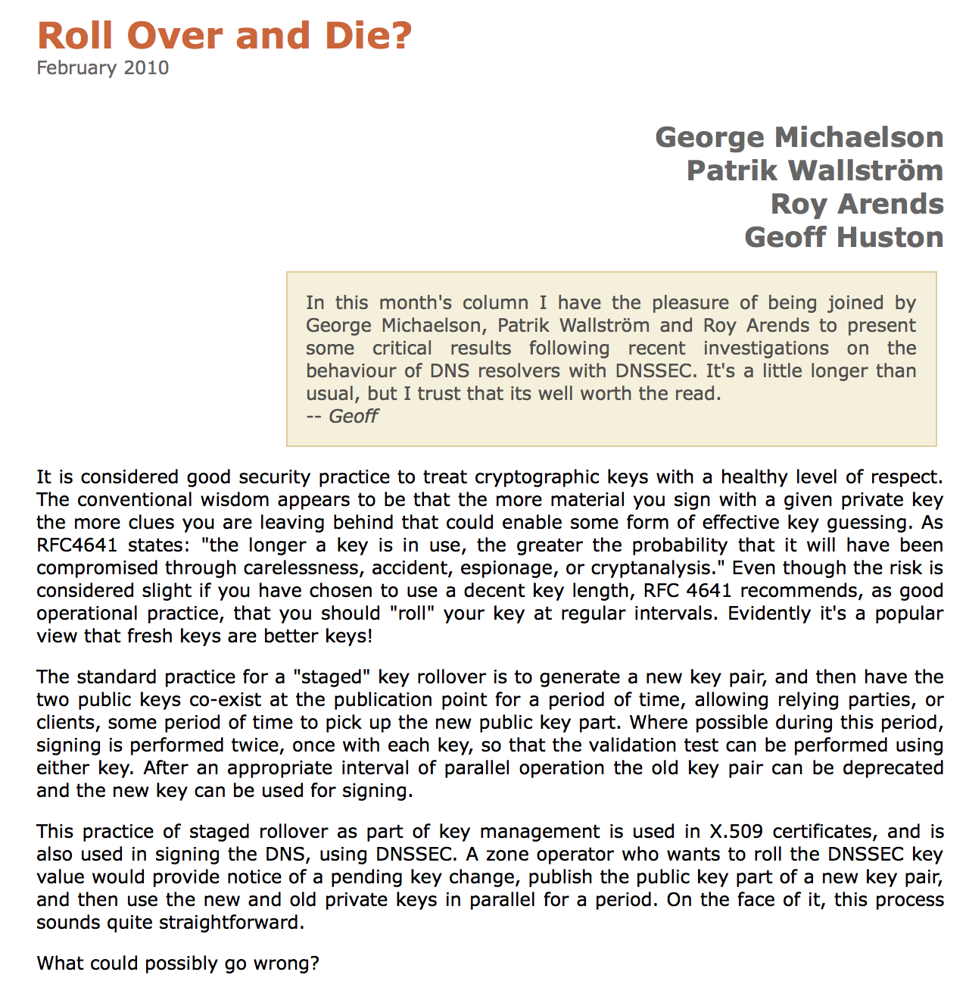 Roll Over and Die?
February 2010
George Michaelson
Patrik Wallström
Roy Arends
Geoff Huston
In this month's column I have the pleasure of being joined by
George Michaelson, Patrik Wallström and Roy Arends to present
some critical results following recent investigations on the
behaviour of DNS resolvers with DNSSEC. It's a little longer than
usual, but I trust that its well worth the read.
-- Geoff
It is considered good security practice to treat cryptographic keys with a healthy level of respect.
The conventional wisdom appears to be that the more material you sign with a given private key
the more clues you are leaving behind that could enable some form of effective key guessing. As
RFC4641 states: "the longer a key is in use, the greater the probability that it will have been
compromised through carelessness, accident, espionage, or cryptanalysis." Even though the risk is
considered slight if you have chosen to use a decent key length, RFC 4641 recommends, as good
operational practice, that you should "roll" your key at regular intervals. Evidently it's a popular
view that fresh keys are better keys!
The standard practice for a "staged" key rollover is to generate a new key pair, and then have the
two public keys co-exist at the publication point for a period of time, allowing relying parties, or
clients, some period of time to pick up the new public key part. Where possible during this period,
signing is performed twice, once with each key, so that the validation test can be performed using
either key. After an appropriate interval of parallel operation the old key pair can be deprecated
and the new key can be used for signing.
This practice of staged rollover as part of key management is used in X.509 certificates, and is
also used in signing the DNS, using DNSSEC. A zone operator who wants to roll the DNSSEC key
value would provide notice of a pending key change, publish the public key part of a new key pair,
and then use the new and old private keys in parallel for a period. On the face of it, this process
sounds quite straightforward.
What could possibly go wrong?